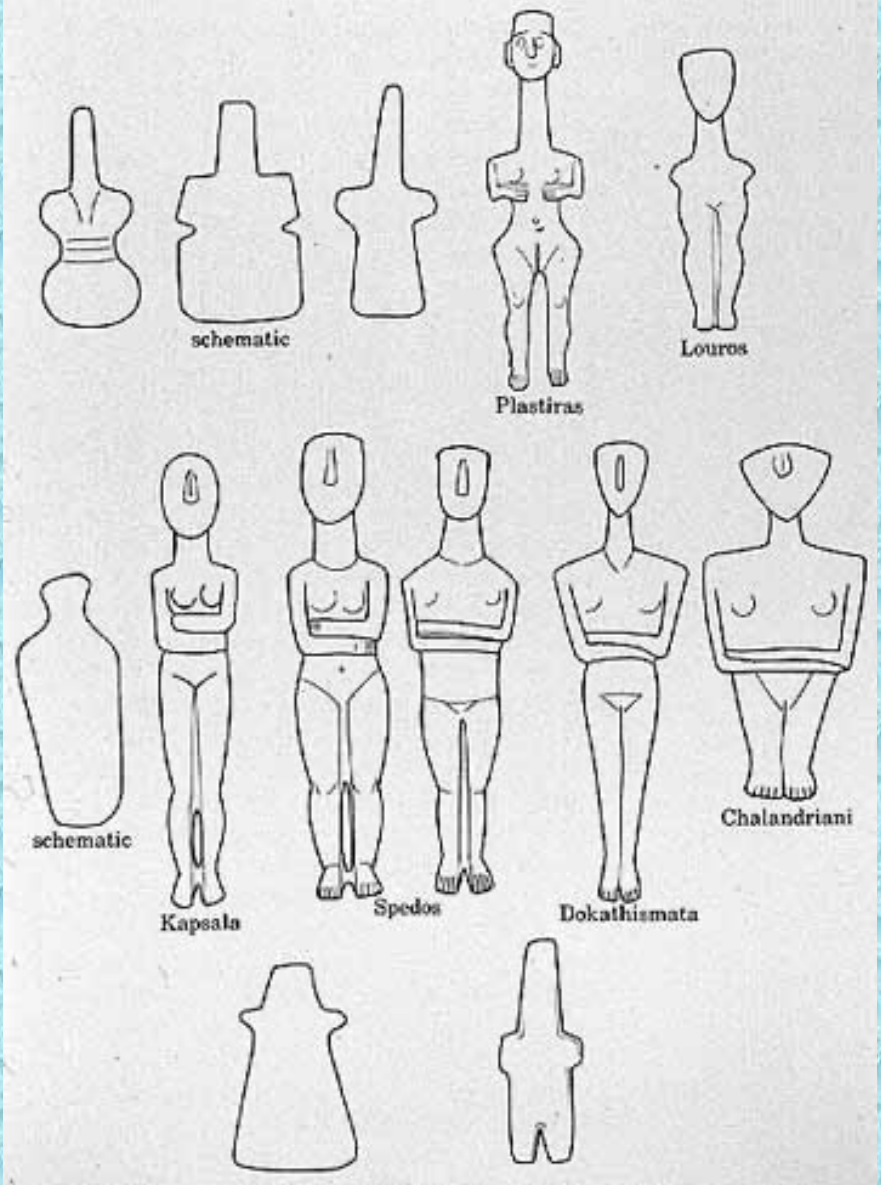 schematic
Plastiras
Louros
schematic
Kapsala
Spedos
Dokathismata
Chalandriani